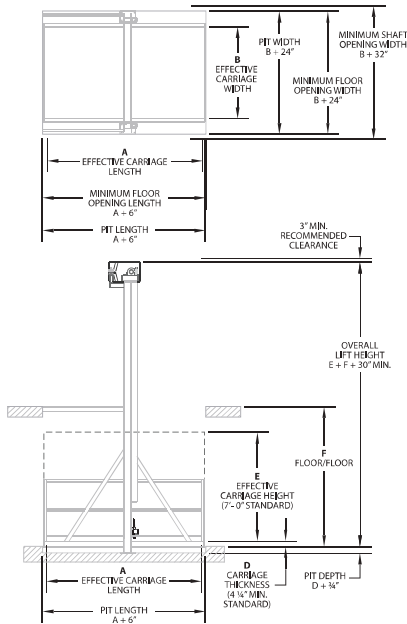 MINIMUM SHAFT
OPENING WIDTH
B + 32"
PIT WIDTH
B + 24"
B
EFFECTIVE
CARRIAGE
WIDTH
MINIMUM FLOOR
OPENING WIDTH
B + 24"
A
EFFECTIVE CARRIAGE
LENGTH
MINIMUM FLOOR
OPENING LENGTH
A + 6"
PIT LENGTH
A + 6"
3" MIN.
RECOMMENDED
CLEARANCE
OVERALL
LIFT HEIGHT
E + F + 30" MIN.
F
FLOOR/FLOOR
E
EFFECTIVE
CARRIAGE HEIGHT
(7'- 0" STANDARD)
A
EFFECTIVE CARRIAGE
LENGTH
D
CARRIAGE
THICKNESS
(4 ¼" MIN.
STANDARD)
PIT DEPTH
D + ¾"
PIT LENGTH
A + 6"